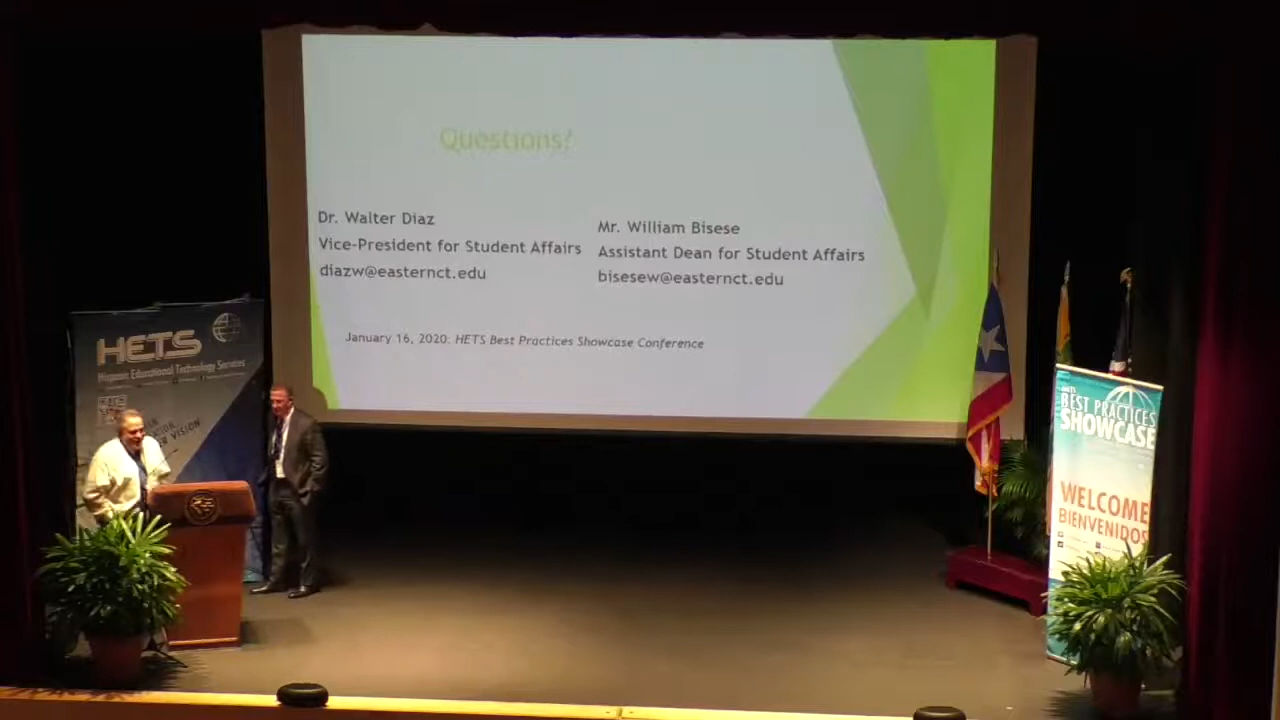 Questions?
Dr. Walter Diaz
Vice-President for Student Affairs
diazw@easternct.edu
Mr. William Bisese
Assistant Dean for Student Affairs
bisesew@easternct.edu
January 16, 2020: HETS Best Practices Showcase Conference
HETS
Hispanic Educational Technology Services
VISION
HETS
BEST PRACTICES
SHOWCASE
WELCOME
BIENVENIDOS